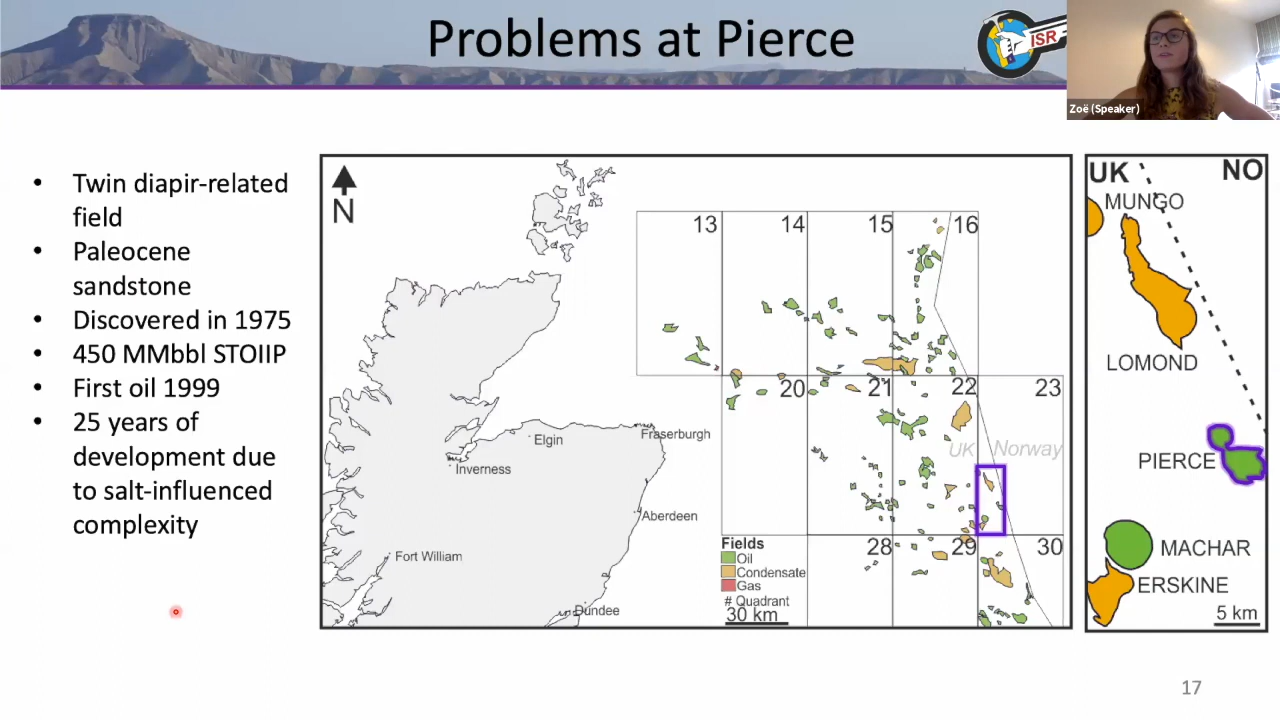 Problems at Pierce
ISR
Zoë (Speaker)
• Twin diapir-related
field
• Paleocene
sandstone
• Discovered in 1975
• 450 MMbbl STOIIP
• First oil 1999
• 25 years of
development due
to salt-influenced
complexity
N
13
14
15
16
20
21
22
23
UK
Norway
28
29
30
Elgin
Fraserburgh
Inverness
Aberdeen
Fort William
Dundee
Fields
Oil
Condensate
Gas
# Quadrant
30 km
UK
NO
MUNGO
LOMOND
PIERCE
MACHAR
ERSKINE
5 km
17